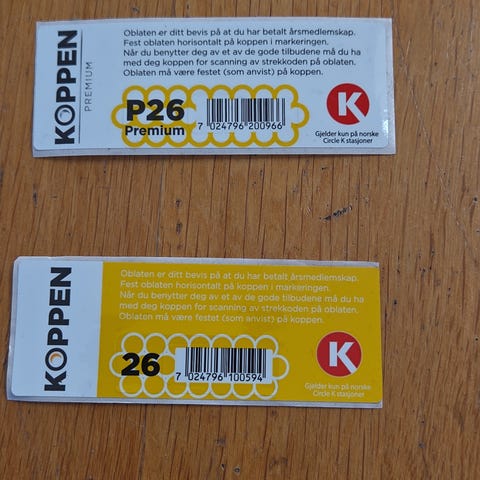 KOPPEN
PREMIUM
Oblaten er ditt bevis på at du har betalt årsmedlemskap.
Fest oblaten horisontalt på koppen i markeringen.
Når du benytter deg av et av de gode tilbudene må du ha
med deg koppen for scanning av strekkoden på oblaten.
Oblaten må være festet (som anvist) på koppen.
P26
Premium
7 024796 200966
K
Gjelder kun på norske
Circle K stasjoner
KOPPEN
Oblaten er ditt bevis på at du har betalt årsmedlemskap.
Fest oblaten horisontalt på koppen i markeringen.
Når du benytter deg av et av de gode tilbudene må du ha
med deg koppen for scanning av strekkoden på oblaten.
Oblaten må være festet (som anvist) på koppen.
26
7 024796 100594
K
Gjelder kun på norske
Circle K stasjoner